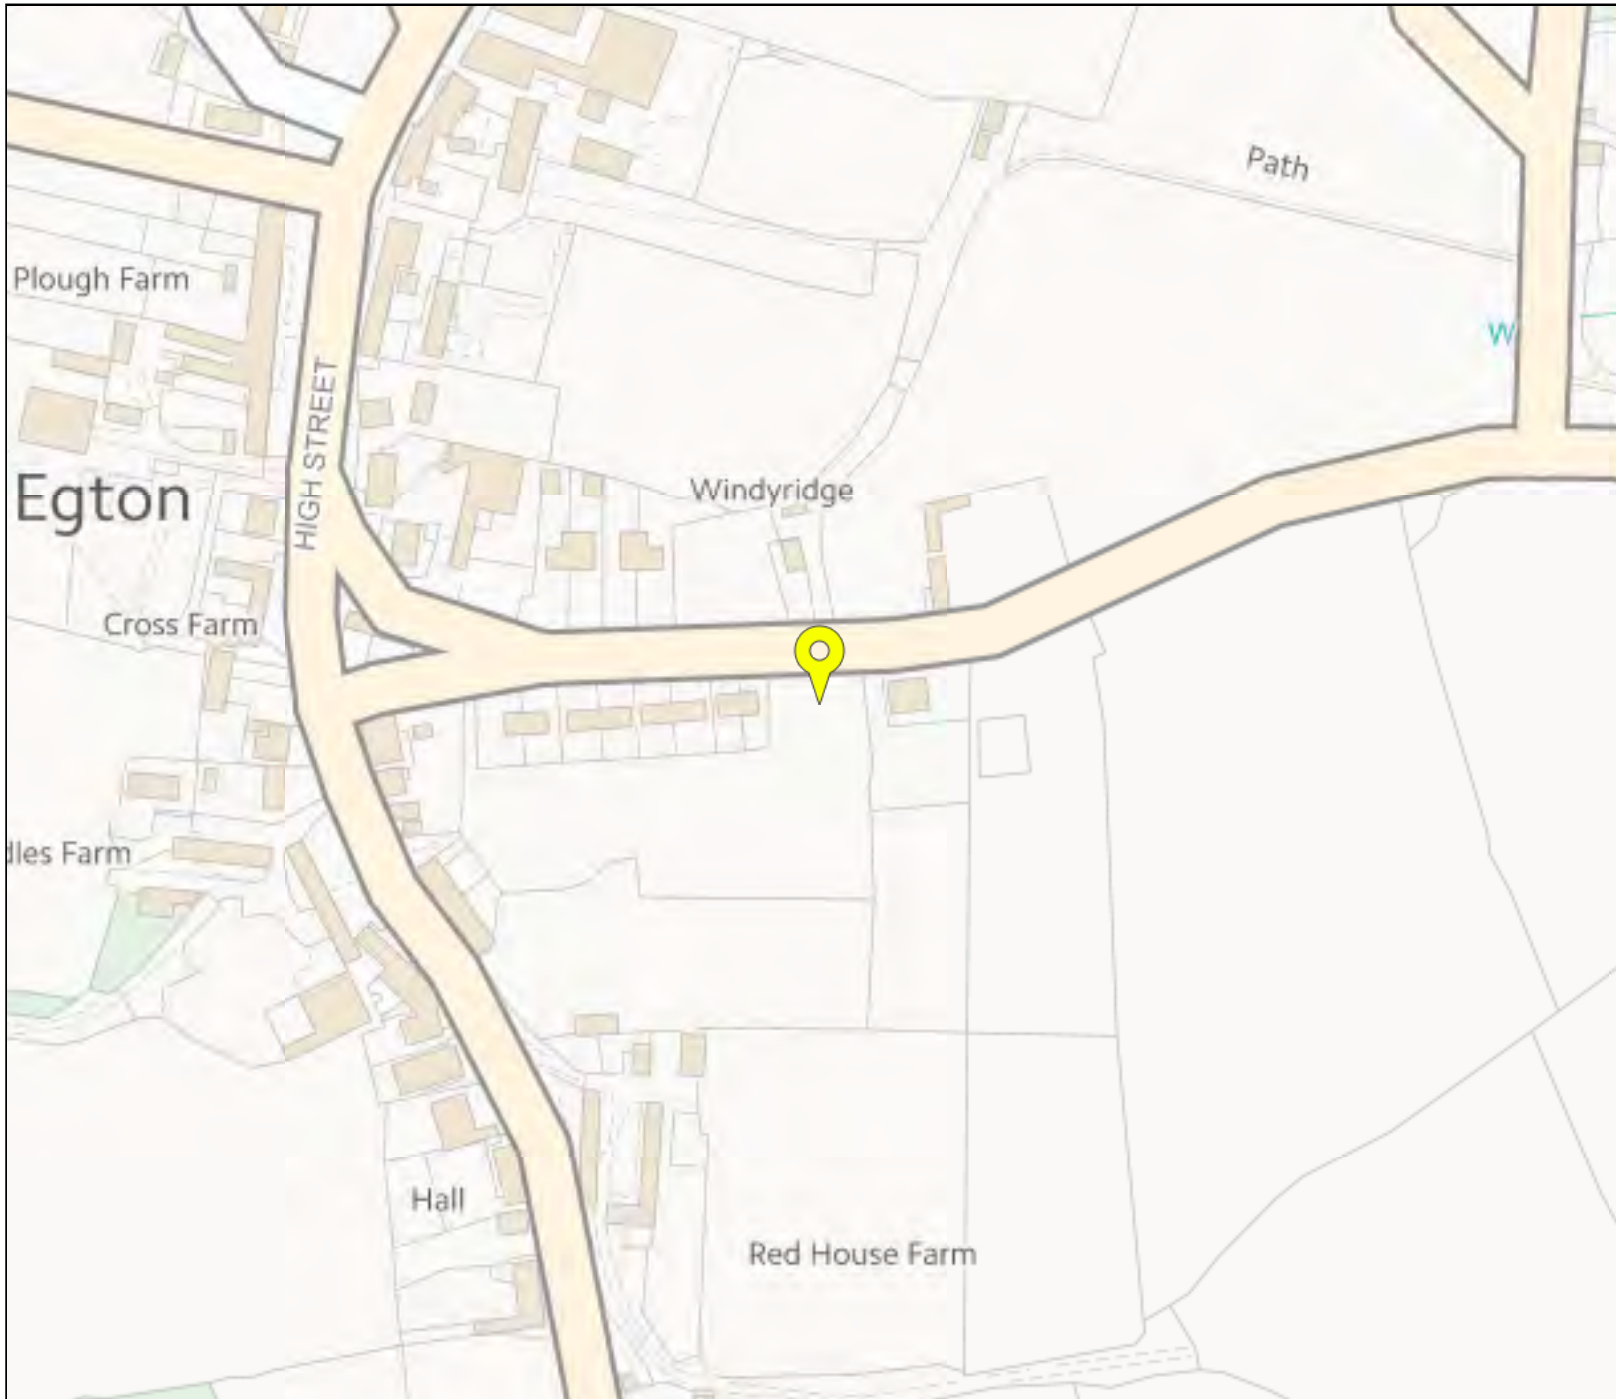 Path
Plough Farm
W
HIGH STREET
Windyridge
Egton
Cross Farm
dles Farm
Hall
Red House Farm